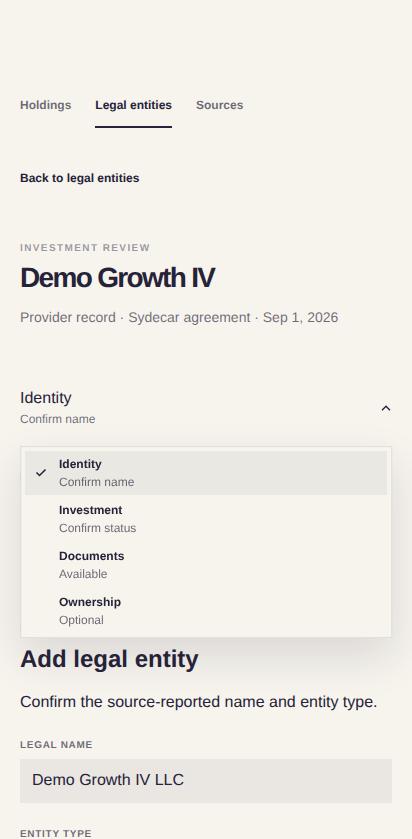 Holdings Legal entities Sources
Back to legal entities
INVESTMENT REVIEW
Demo Growth IV
Provider record · Sydecar agreement · Sep 1, 2026
Identity
Confirm name
Identity
Confirm name
Investment
Confirm status
Documents
Available
Ownership
Optional
Add legal entity
Confirm the source-reported name and entity type.
LEGAL NAME
Demo Growth IV LLC
ENTITY TYPE